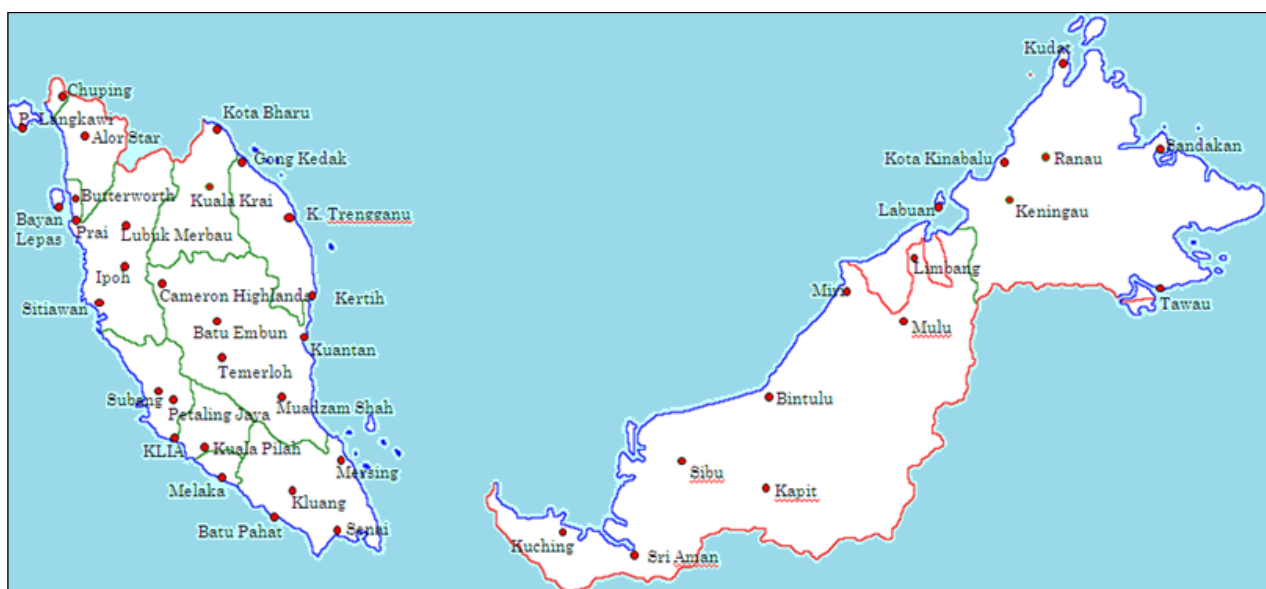 Chuping
P. Langkawi
Alor Star
Kota Bharu
Gong Kedak
Butterworth
Kuala Krai
Bayan
Lepas
Prai
Lubuk Merbau
K. Trengganu
Ipoh
Cameron Highlands
Sitiawan
Kertih
Batu Embun
Kuantan
Temerloh
Subang
Petaling Jaya
Muadzam Shah
KLIA
Kuala Pilah
Mersing
Melaka
Kluang
Batu Pahat
Senai
Kudat
Kota Kinabalu
Ranau
Sandakan
Labuan
Keningau
Limbang
Miri
Tawau
Mulu
Bintulu
Sibu
Kapit
Kuching
Sri Aman